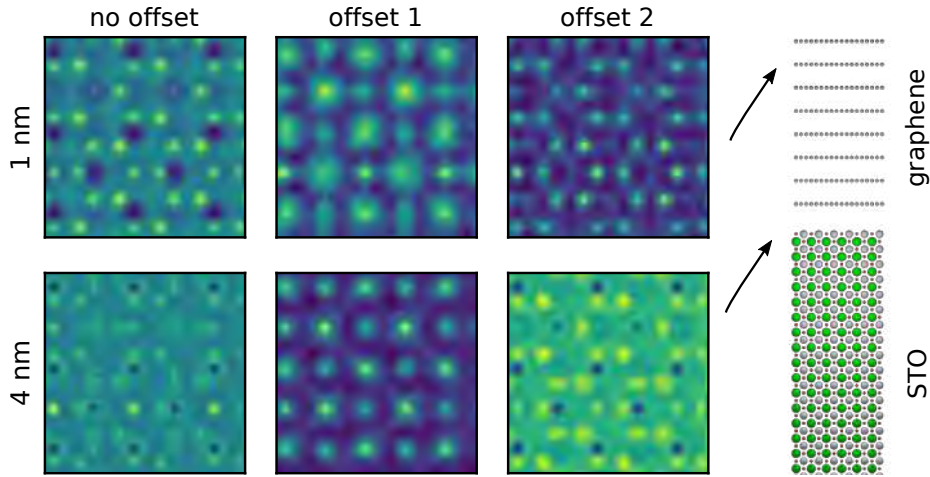 no offset
offset 1
offset 2
1 nm
4 nm
graphene
STO